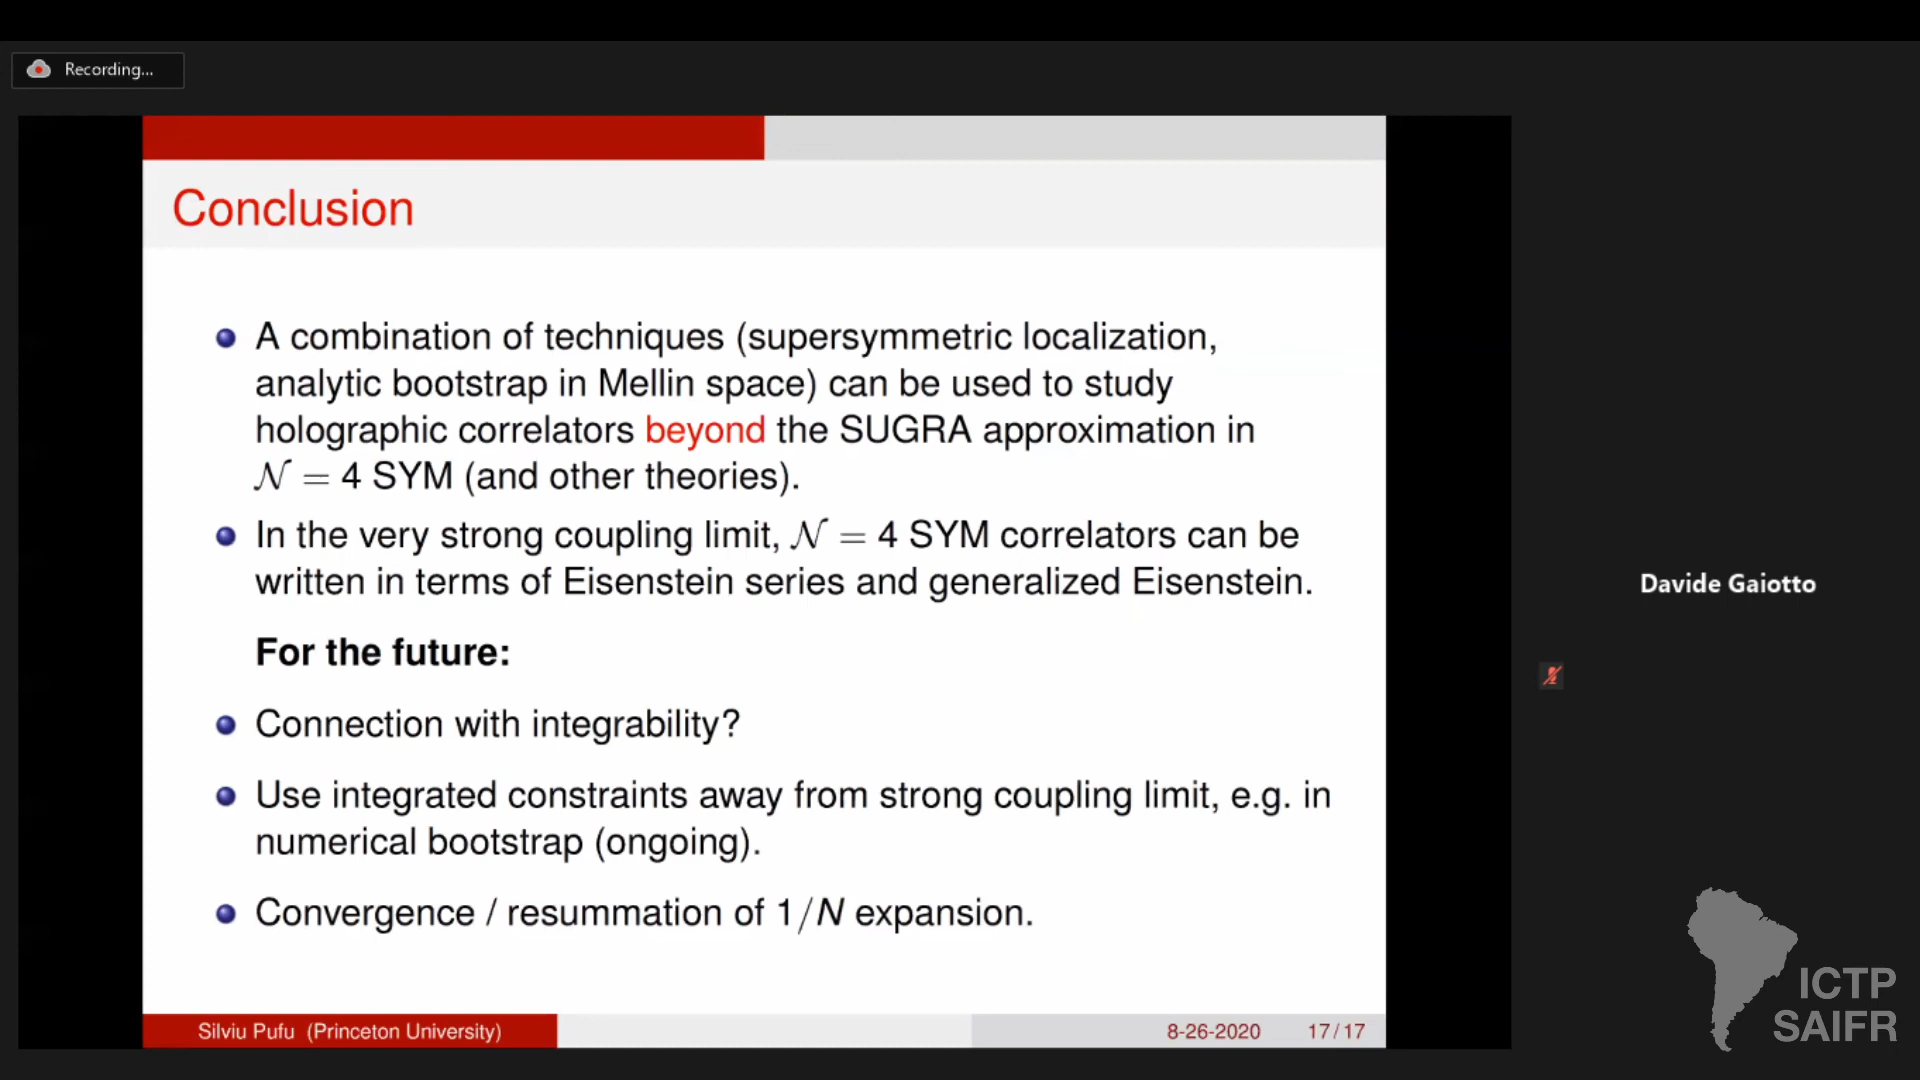 Recording...
Conclusion
A combination of techniques (supersymmetric localization,
analytic bootstrap in Mellin space) can be used to study
holographic correlators beyond the SUGRA approximation in
𝒩 = 4 SYM (and other theories).
In the very strong coupling limit, 𝒩 = 4 SYM correlators can be
written in terms of Eisenstein series and generalized Eisenstein.
For the future:
Connection with integrability?
Use integrated constraints away from strong coupling limit, e.g. in
numerical bootstrap (ongoing).
Convergence / resummation of 1/N expansion.
Silviu Pufu (Princeton University)
8-26-2020
17 / 17
Davide Gaiotto
ICTP
SAIFR